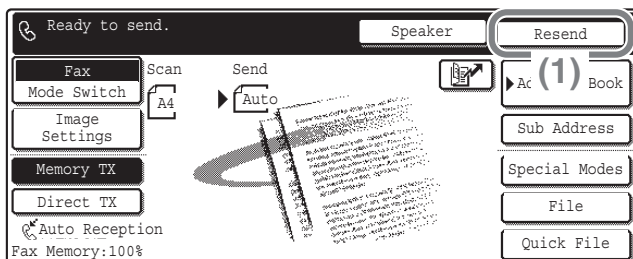 Ready to send.
Speaker
Resend
Fax
Mode Switch
Scan
A4
Send
Auto
(1)
Book
Image
Settings
Sub Address
Memory TX
Special Modes
Direct TX
File
Auto Reception
Fax Memory:100%
Quick File